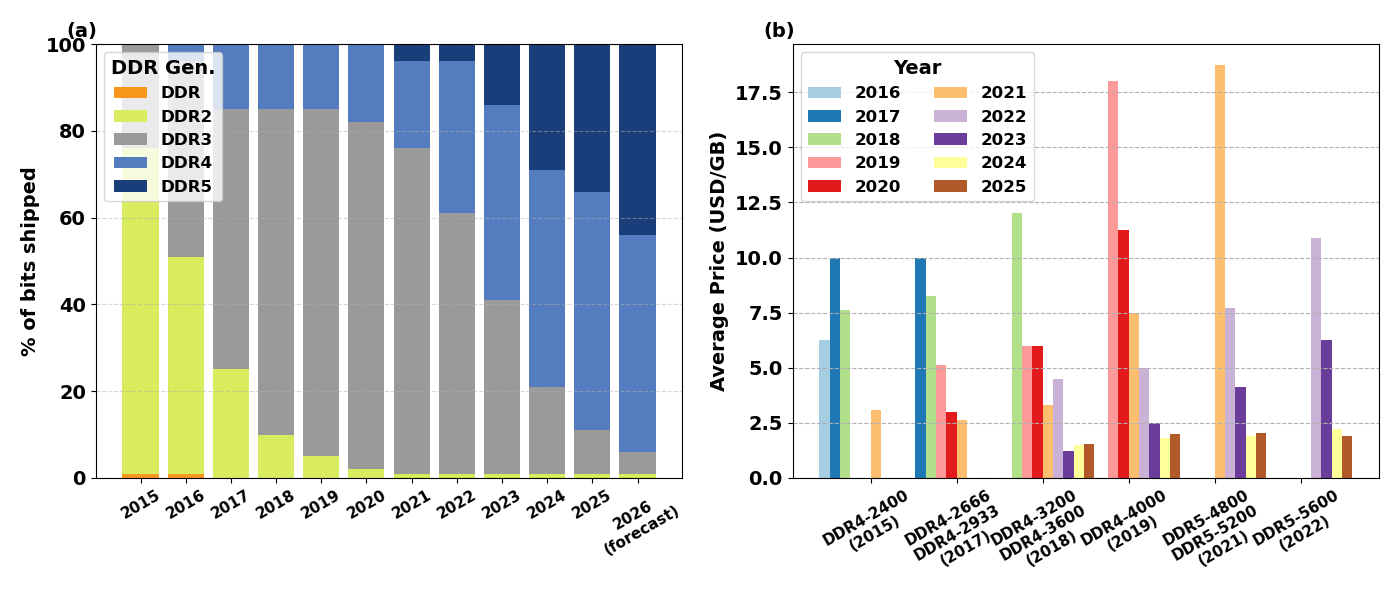 (a)
100
80
60
40
20
0
% of bits shipped
DDR Gen.
DDR
DDR2
DDR3
DDR4
DDR5
2015
2016
2017
2018
2019
2020
2021
2022
2023
2024
2025
2026
(forecast)
(b)
17.5
15.0
12.5
10.0
7.5
5.0
2.5
0.0
Average Price (USD/GB)
Year
2016
2017
2018
2019
2020
2021
2022
2023
2024
2025
DDR4-2400
(2015)
DDR4-2666
DDR4-2933
(2017)
DDR4-3200
DDR4-3600
(2018)
DDR4-4000
(2019)
DDR5-4800
DDR5-5200
(2021)
DDR5-5600
(2022)